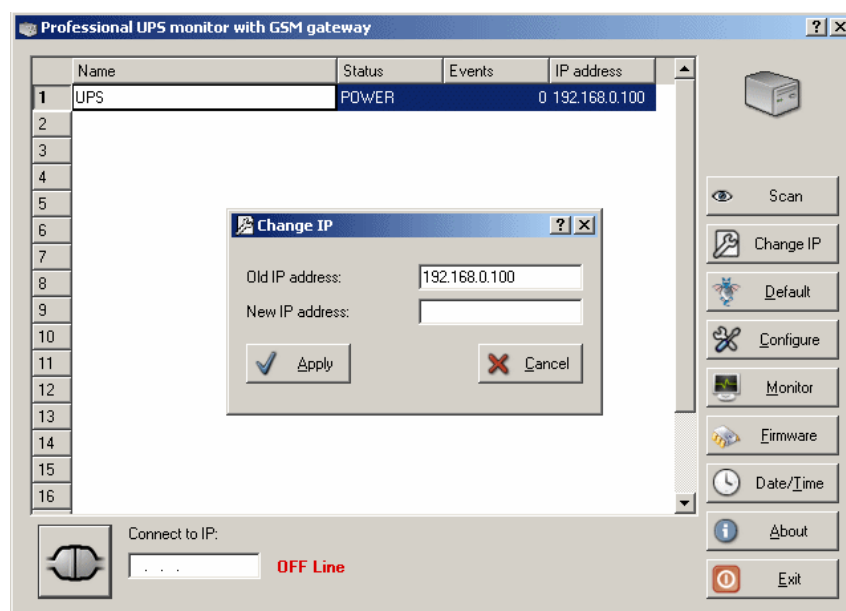 Professional UPS monitor with GSM gateway
Name Status Events IP address
1 UPS POWER 0 192.168.0.100
2
3
4
5
6
7
8
9
10
11
12
13
14
15
16
Change IP
Old IP address: 192.168.0.100
New IP address:
Apply Cancel
Scan
Change IP
Default
Configure
Monitor
Firmware
Date/Time
About
Exit
Connect to IP:
. . . OFF Line